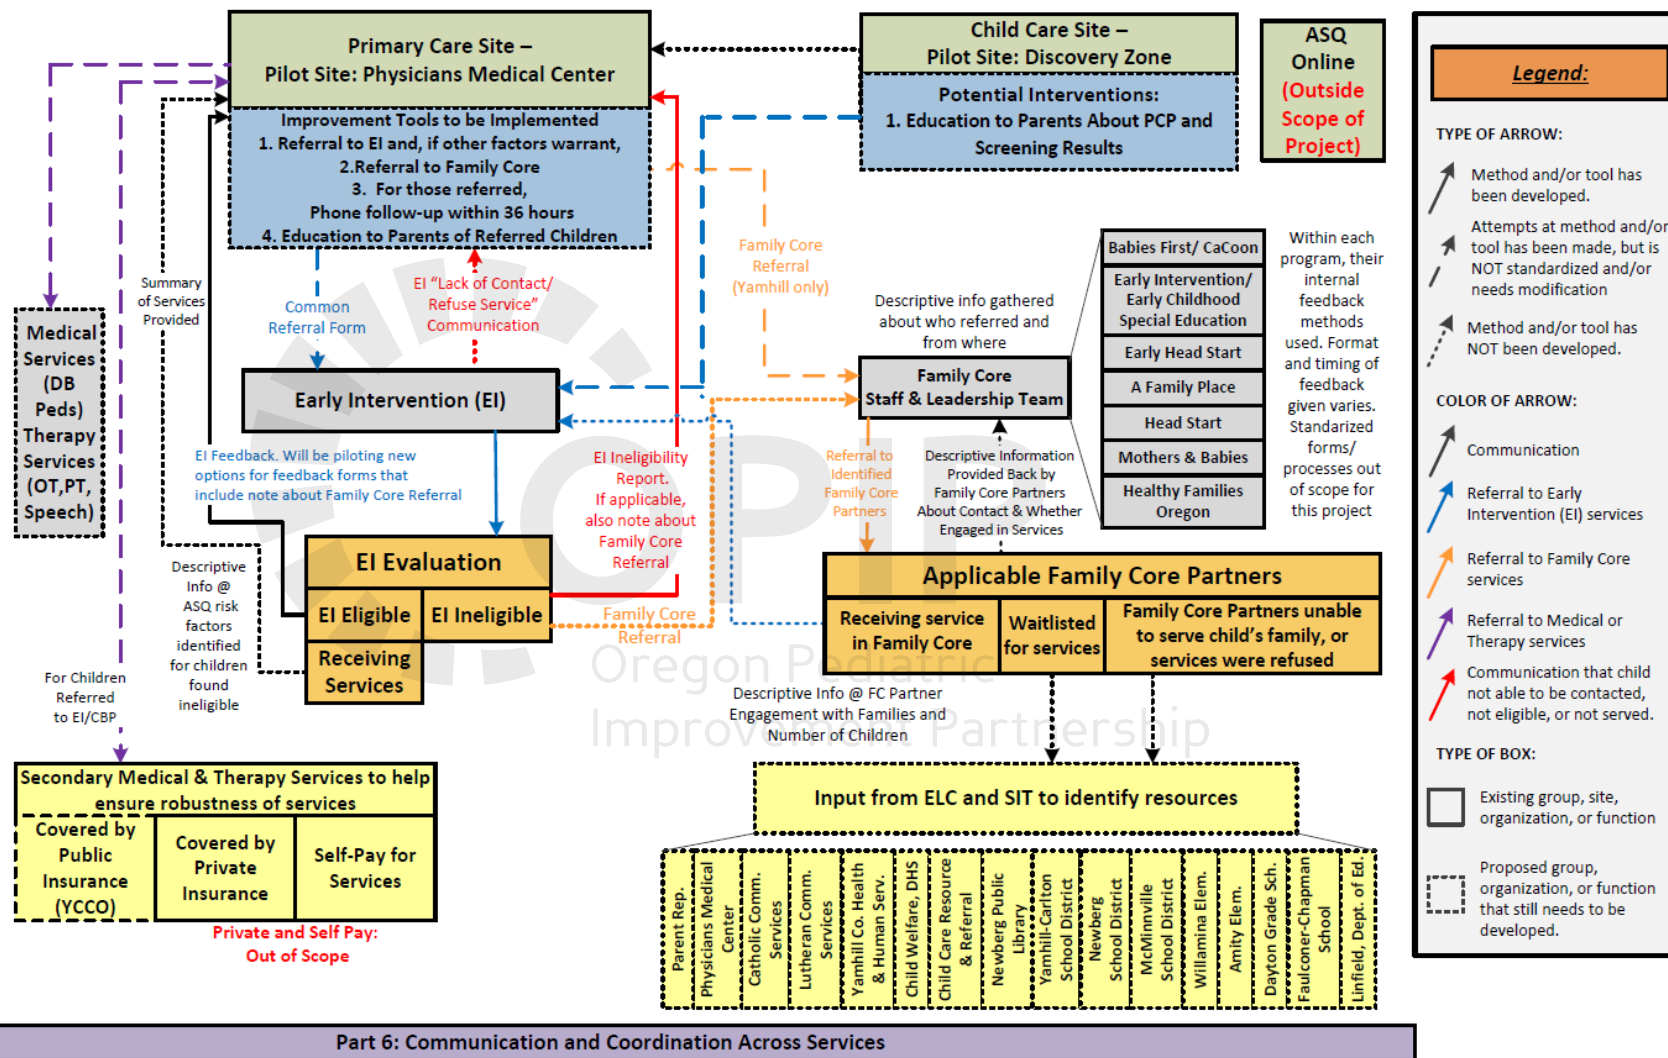 Primary Care Site –
Pilot Site: Physicians Medical Center
Improvement Tools to be Implemented
1. Referral to EI and, if other factors warrant,
2.Referral to Family Core
3. For those referred,
Phone follow-up within 36 hours
4. Education to Parents of Referred Children
Child Care Site –
Pilot Site: Discovery Zone
Potential Interventions:
1. Education to Parents About PCP and
Screening Results
ASQ
Online
(Outside
Scope of
Project)
Summary
of Services
Provided
Common
Referral Form
EI “Lack of Contact/
Refuse Service”
Communication
Family Core
Referral
(Yamhill only)
Medical
Services
(DB
Peds)
Therapy
Services
(OT,PT,
Speech)
Early Intervention (EI)
Descriptive info gathered
about who referred and
from where
Family Core
Staff & Leadership Team
Babies First/ CaCoon
Early Intervention/
Early Childhood
Special Education
Early Head Start
A Family Place
Head Start
Mothers & Babies
Healthy Families
Oregon
Within each
program, their
internal
feedback
methods
used. Format
and timing of
feedback
given varies.
Standarized
forms/
processes out
of scope for
this project
EI Feedback. Will be piloting new
options for feedback forms that
include note about Family Core Referral
EI Ineligibility
Report.
If applicable,
also note about
Family Core
Referral
Referral to
Identified
Family Core
Partners
Descriptive Information
Provided Back by
Family Core Partners
About Contact & Whether
Engaged in Services
EI Evaluation
EI Eligible
EI Ineligible
Receiving
Services
Descriptive
Info @
ASQ risk
factors
identified
for children
found
ineligible
Family Core
Referral
Applicable Family Core Partners
Receiving service
in Family Core
Waitlisted
for services
Family Core Partners unable
to serve child’s family, or
services were refused
OPIP
Oregon Pediatric
Improvement Partnership
For Children
Referred
to EI/CBP
Descriptive Info @ FC Partner
Engagement with Families and
Number of Children
Secondary Medical & Therapy Services to help
ensure robustness of services
Covered by
Public
Insurance
(YCCO)
Covered by
Private
Insurance
Self-Pay for
Services
Private and Self Pay:
Out of Scope
Input from ELC and SIT to identify resources
Parent Rep.
Physicians Medical
Center
Catholic Comm.
Services
Lutheran Comm.
Services
Yamhill Co. Health
& Human Serv.
Child Welfare, DHS
Child Care Resource
& Referral
Newberg Public
Library
Yamhill-Carlton
School District
Newberg
School District
McMinnville
School District
Willamina Elem.
Amity Elem.
Dayton Grade Sch.
Faulconer-Chapman
School
Linfield, Dept. of Ed.
Legend:
TYPE OF ARROW:
Method and/or tool has
been developed.
Attempts at method and/or
tool has been made, but is
NOT standardized and/or
needs modification
Method and/or tool has
NOT been developed.
COLOR OF ARROW:
Communication
Referral to Early
Intervention (EI) services
Referral to Family Core
services
Referral to Medical or
Therapy services
Communication that child
not able to be contacted,
not eligible, or not served.
TYPE OF BOX:
Existing group, site,
organization, or function
Proposed group,
organization, or function
that still needs to be
developed.
Part 6: Communication and Coordination Across Services